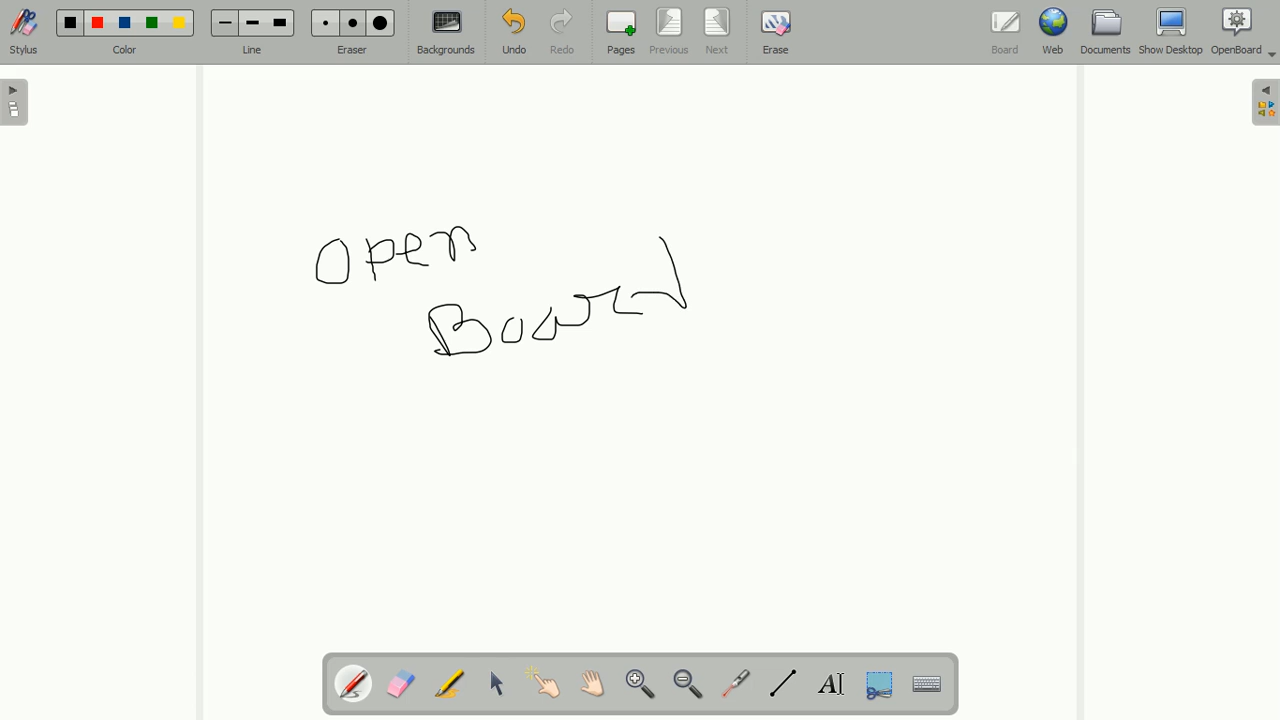 Stylus Color Line Eraser Backgrounds Undo Redo Pages Previous Next Erase Board Web Documents Show Desktop OpenBoard
Open
Board
AI